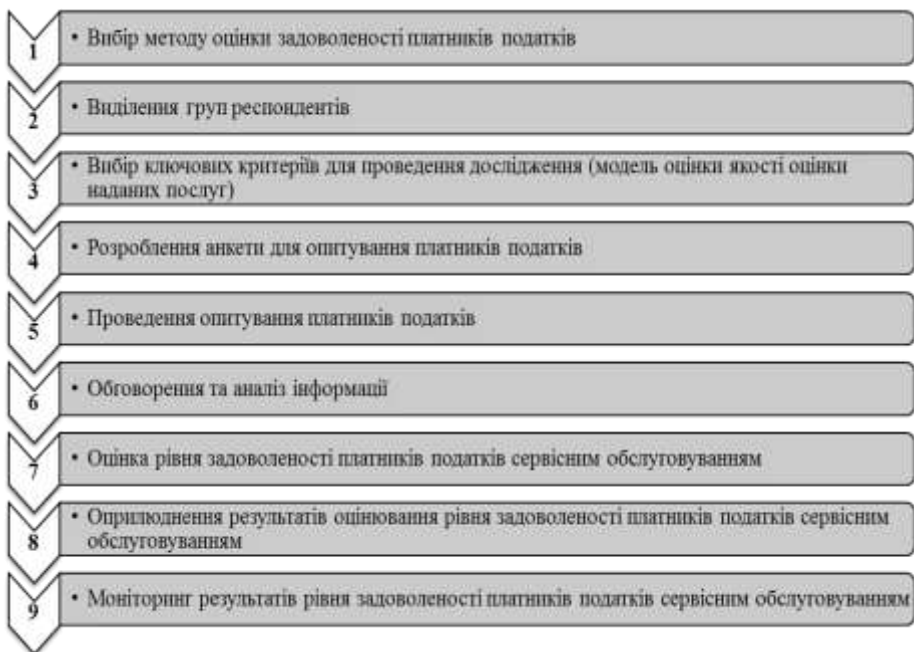 1
• Вибір методу оцінки задоволеності платників податків
2
• Виділення груп респондентів
3
• Вибір ключових критеріїв для проведення дослідження (модель оцінки якості оцінки
наданих послуг)
4
• Розроблення анкети для опитування платників податків
5
• Проведення опитування платників податків
6
• Обговорення та аналіз інформації
7
• Оцінка рівня задоволеності платників податків сервісним обслуговуванням
8
• Оприлюднення результатів оцінювання рівня задоволеності платників податків сервісним
обслуговуванням
9
• Моніторинг результатів рівня задоволеності платників податків сервісним обслуговуванням